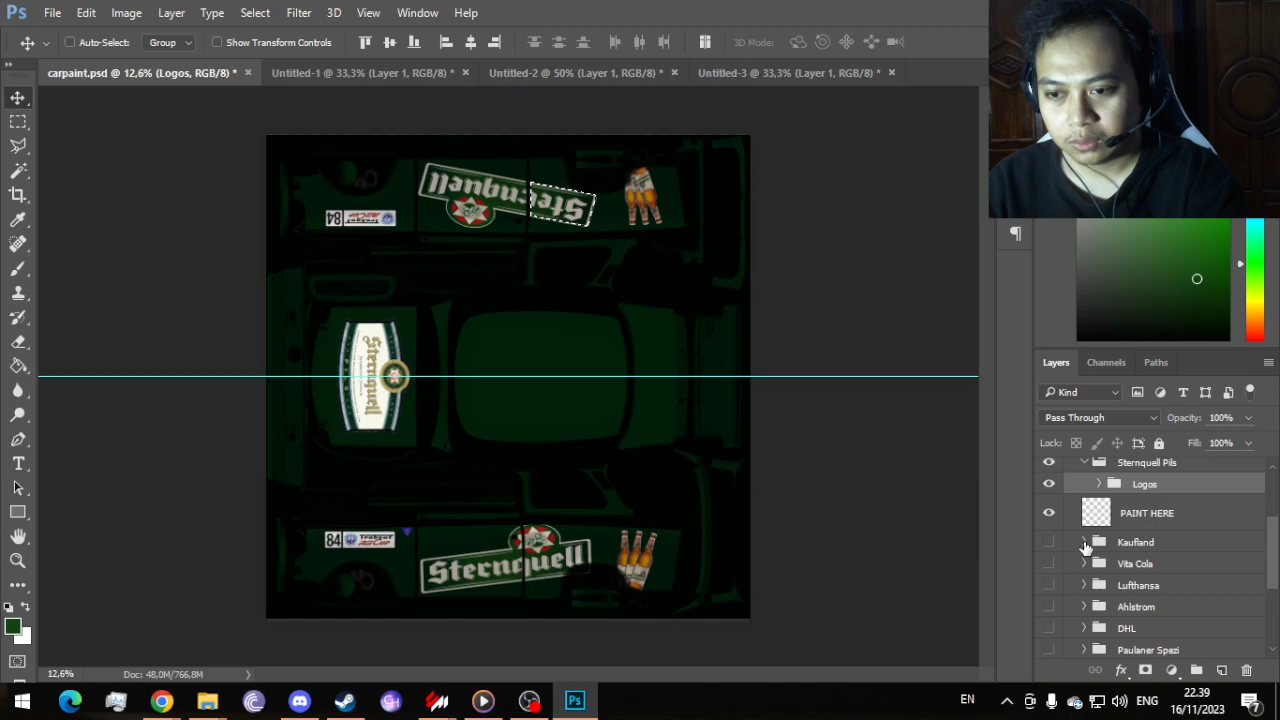 Ps File Edit Image Layer Type Select Filter 3D View Window Help
Auto-Select: Group Show Transform Controls 3D Mode:
carpaint.psd @ 12,6% (Logos, RGB/8) * Untitled-1 @ 33,3% (Layer 1, RGB/8) * Untitled-2 @ 50% (Layer 1, RGB/8) * Untitled-3 @ 33,3% (Layer 1, RGB/8) *
Sternquell
84
Sternquell
84
Sternquell
Layers Channels Paths
Kind
Pass Through Opacity: 100%
Lock: Fill: 100%
Sternquell Pils
Logos
PAINT HERE
Kaufland
Vita Cola
Lufthansa
Ahlstrom
DHL
Paulaner Spezi
12,6% Doc: 48,0M/766,8M
Ps EN ENG 22.39
16/11/2023 7